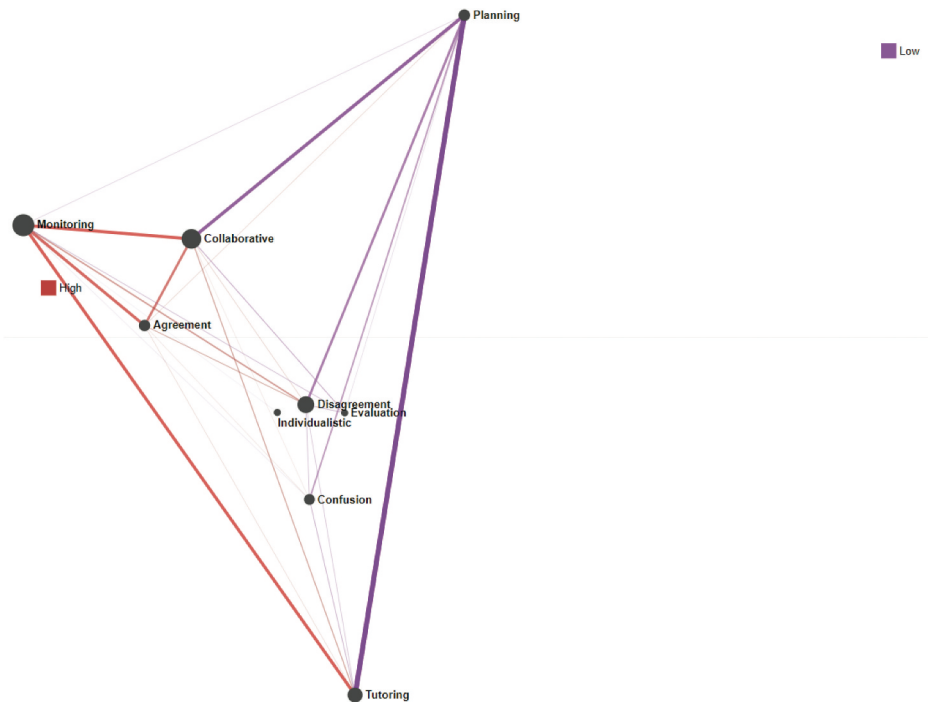 Planning
Low
Monitoring
Collaborative
High
Agreement
Disagreement
Evaluation
Individualistic
Confusion
Tutoring